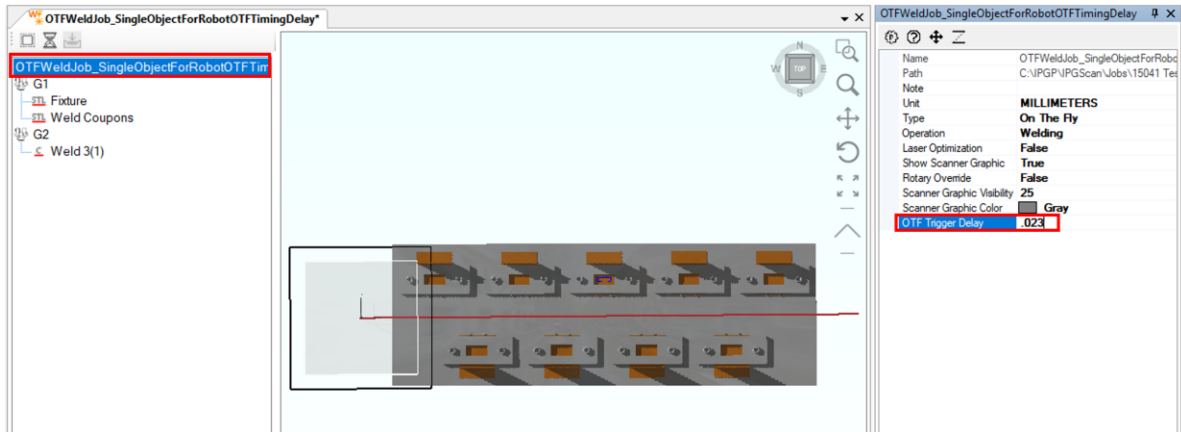 OTFWeldJob_SingleObjectForRobotOTFTimingDelay*
OTFWeldJob_SingleObjectForRobotOTFTim
G1
STL Fixture
STL Weld Coupons
G2
C Weld 3(1)
N
W TOP E
S
OTFWeldJob_SingleObjectForRobotOTFTimingDelay
Name OTFWeldJob_SingleObjectForRobo
Path C:\IPGP\IPGScan\Jobs\15041 Tes
Note
Unit MILLIMETERS
Type On The Fly
Operation Welding
Laser Optimization False
Show Scanner Graphic True
Rotary Override False
Scanner Graphic Visibility 25
Scanner Graphic Color Gray
OTF Trigger Delay .023